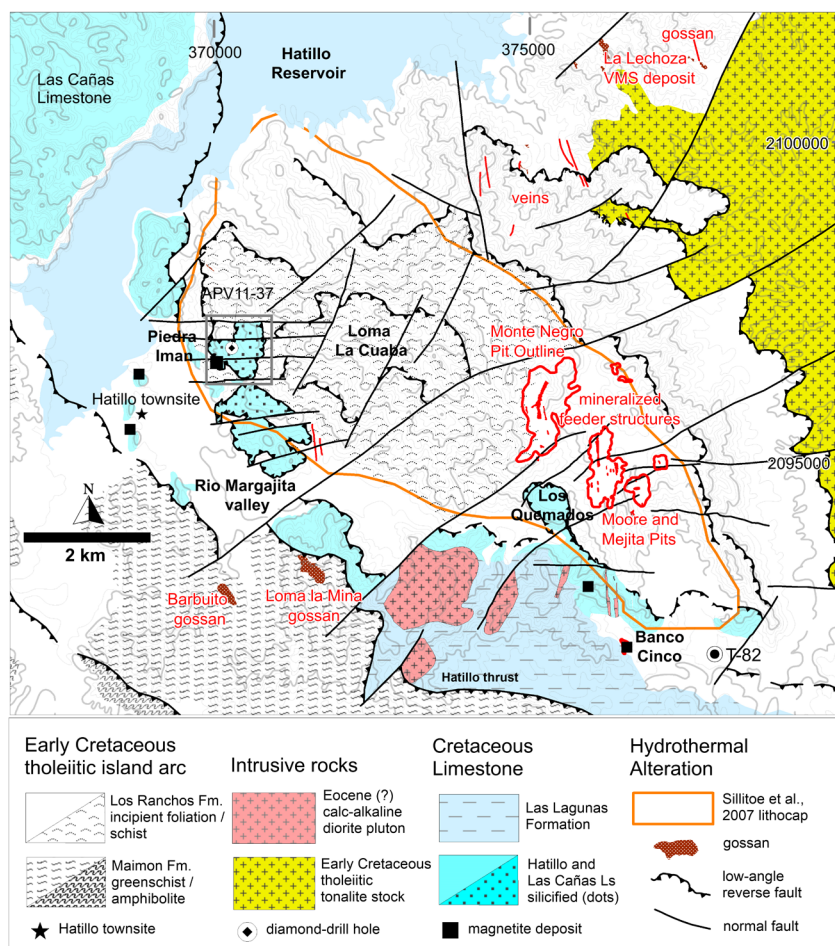 370000
375000
Hatillo
Reservoir
gossan
La Lechoza
VMS deposit
Las Cañas
Limestone
2100000
veins
APV11-37
Piedra
Iman
Loma
La Cuaba
Monte Negro
Pit Outline
mineralized
feeder structures
Hatillo townsite
2095000
Rio Margajita
valley
Los
Quemados
Moore and
Mejita Pits
N
2 km
Barbuito
gossan
Loma la Mina
gossan
Banco
Cinco
T-82
Hatillo thrust
Early Cretaceous
tholeiitic island arc
Los Ranchos Fm.
incipient foliation /
schist
Maimon Fm.
greenschist /
amphibolite
Hatillo townsite
Intrusive rocks
Eocene (?)
calc-alkaline
diorite pluton
Early Cretaceous
tholeiitic
tonalite stock
diamond-drill hole
Cretaceous
Limestone
Las Lagunas
Formation
Hatillo and
Las Cañas Ls
silicified (dots)
magnetite deposit
Hydrothermal
Alteration
Sillitoe et al.,
2007 lithocap
gossan
low-angle
reverse fault
normal fault